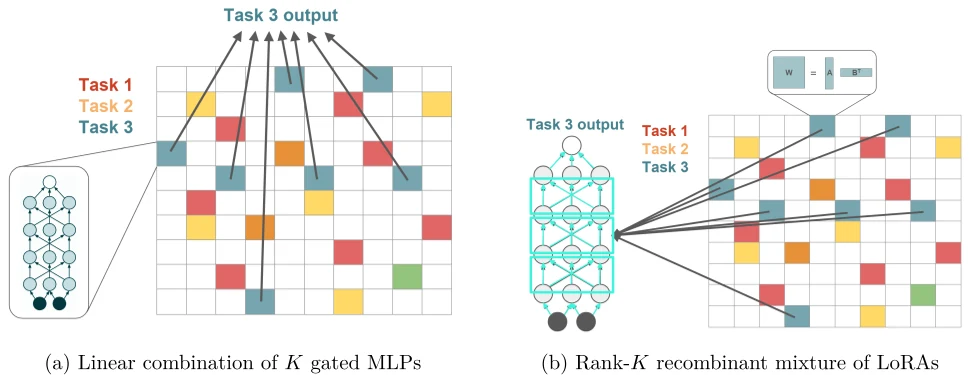 Task 3 output
Task 1
Task 2
Task 3
(a) Linear combination of K gated MLPs
W = A Bᵀ
Task 3 output
Task 1
Task 2
Task 3
(b) Rank-K recombinant mixture of LoRAs